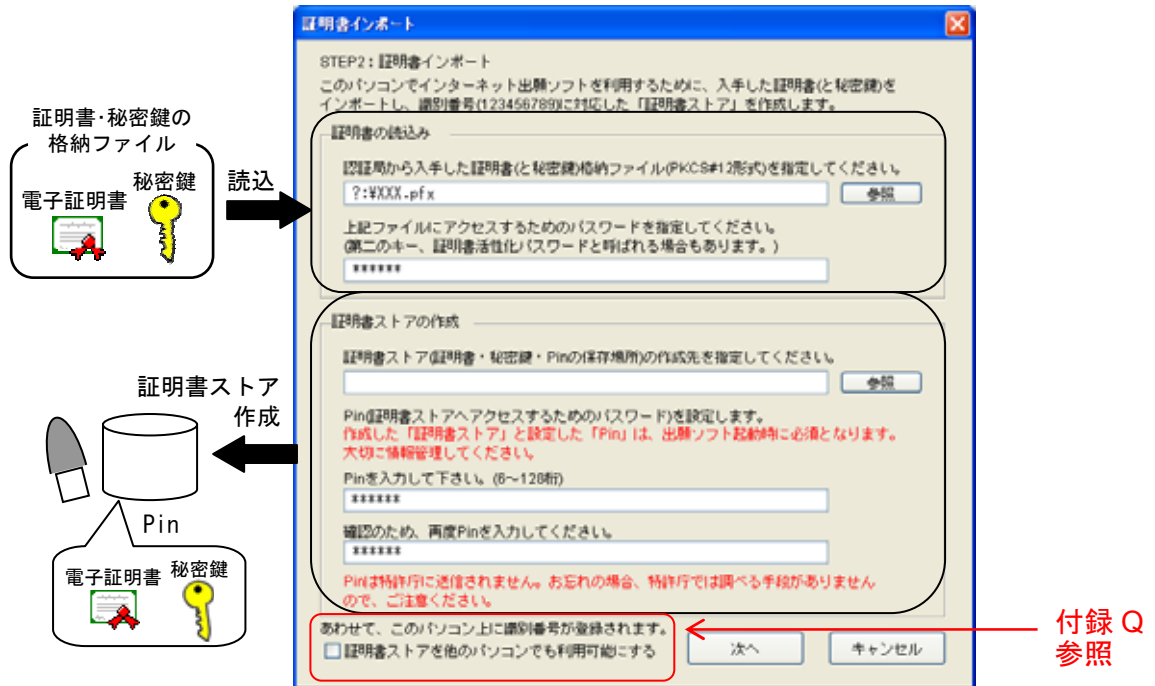 証明書インポート
STEP2：証明書インポート
このパソコンでインターネット出願ソフトを利用するために、入手した証明書(と秘密鍵)を
インポートし、識別番号(123456789)に対応した「証明書ストア」を作成します。
証明書・秘密鍵の
格納ファイル
電子証明書
秘密鍵
読込
証明書の読込み
認証局から入手した証明書(と秘密鍵)格納ファイル(PKCS#12形式)を指定してください。
?:¥XXX.pfx
参照
上記ファイルにアクセスするためのパスワードを指定してください。
(第二のキー、証明書活性化パスワードと呼ばれる場合もあります。)
******
証明書ストアの作成
証明書ストア(証明書・秘密鍵・Pinの保存場所)の作成先を指定してください。
参照
Pin(証明書ストアへアクセスするためのパスワード)を設定します。
作成した「証明書ストア」と設定した「Pin」は、出願ソフト起動時に必須となります。
大切に情報管理してください。
Pinを入力して下さい。(6～128桁)
******
確認のため、再度Pinを入力してください。
******
Pinは特許庁に送信されません。お忘れの場合、特許庁では調べる手段がありません
ので、ご注意ください。
証明書ストア
作成
Pin
電子証明書
秘密鍵
あわせて、このパソコン上に識別番号が登録されます。
証明書ストアを他のパソコンでも利用可能にする
次へ
キャンセル
付録 Q
参照